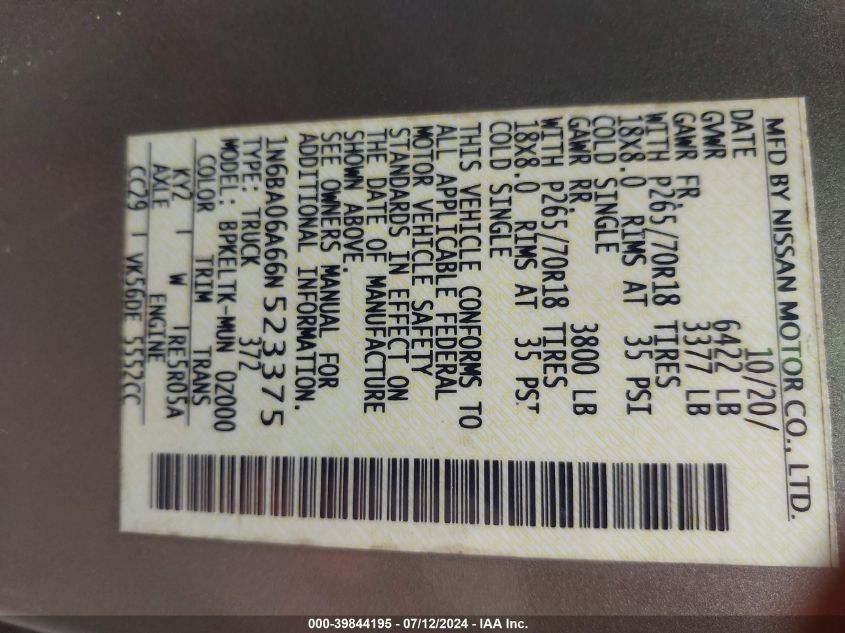 MFD BY NISSAN MOTOR CO., LTD.
DATE 10/20/
GVWR 6422 LB
GAWR FR. 3377 LB
WITH P265/70R18 TIRES
18X8.0 RIMS AT 35 PSI
COLD SINGLE
GAWR RR. 3800 LB
WITH P265/70R18 TIRES
18X8.0 RIMS AT 35 PSI
COLD SINGLE
THIS VEHICLE CONFORMS TO
ALL APPLICABLE FEDERAL
MOTOR VEHICLE SAFETY
STANDARDS IN EFFECT ON
THE DATE OF MANUFACTURE
SHOWN ABOVE.
SEE OWNERS MANUAL FOR
ADDITIONAL INFORMATION.
1N6BA06A66N523375
TYPE: TRUCK 372
MODEL: BPKELTK-MUN 0Z000
COLOR TRIM TRANS
KY2 I W IRE5R05A
AXLE ENGINE
CC29 I VK56DE 5552CC
000-39844195 - 07/12/2024 - IAA Inc.